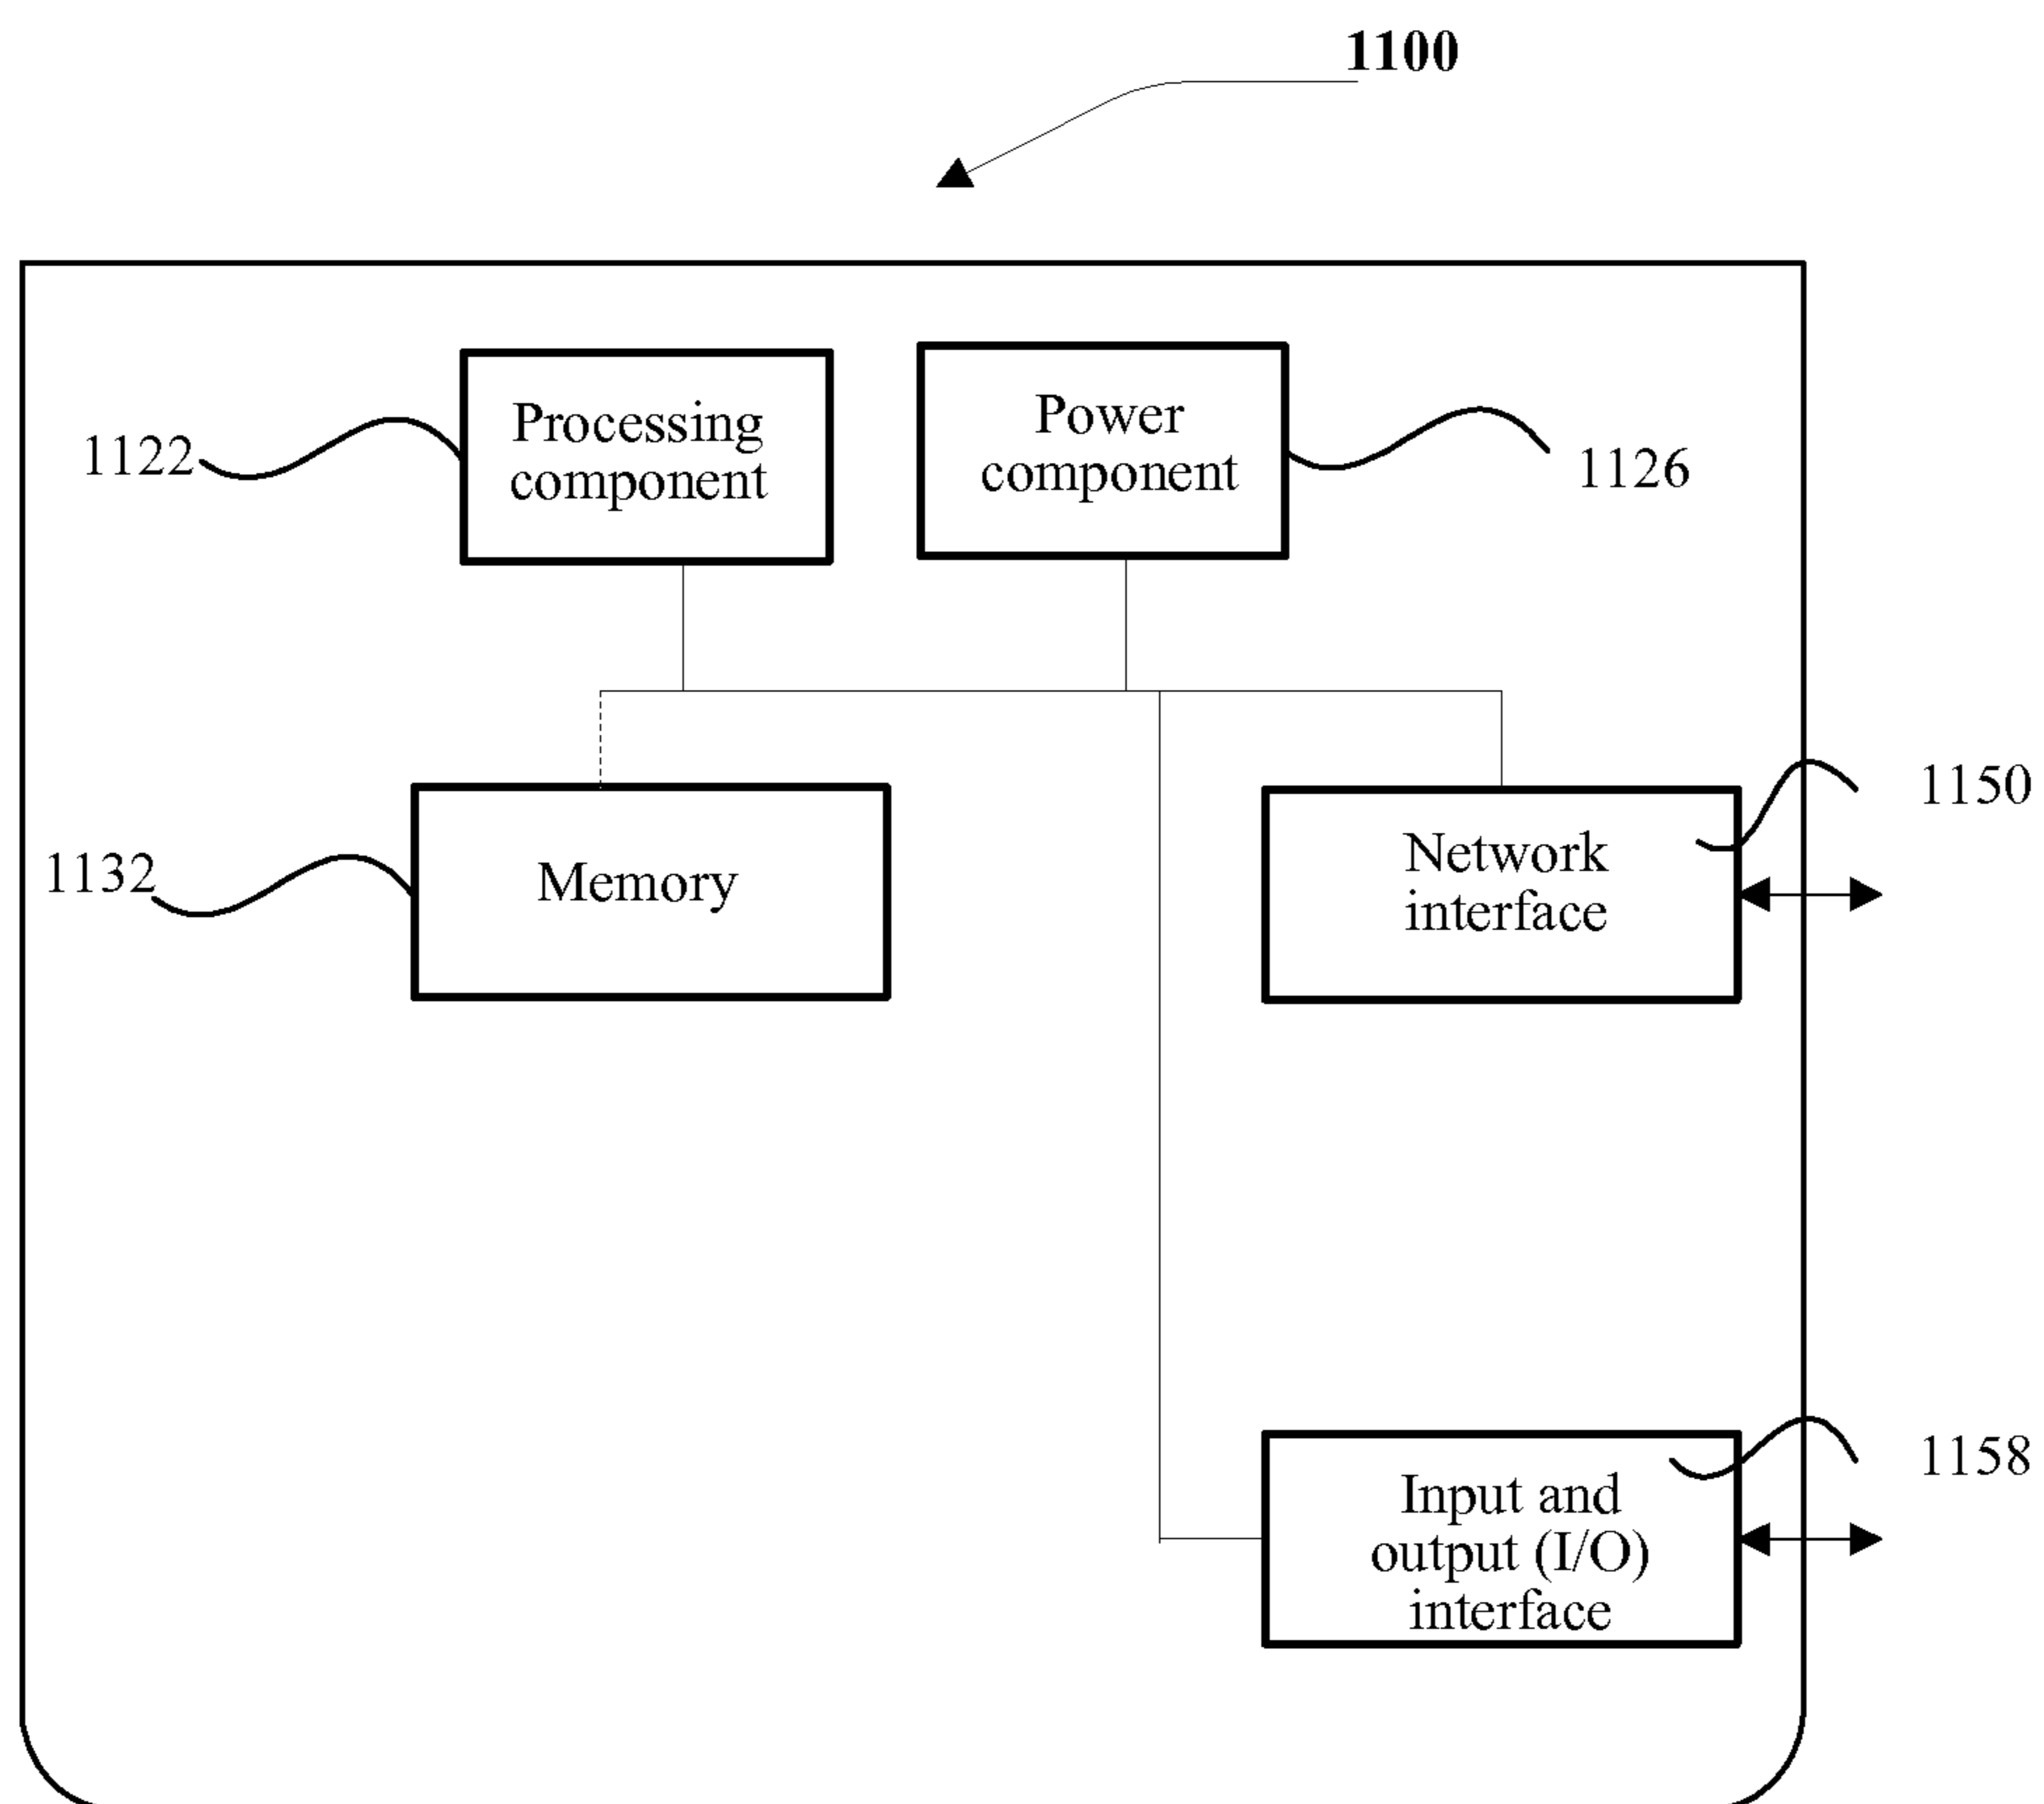 1100
Processing
component
Power
component
1122
1126
1150
1132
Memory
Network
interface
1158
Input and
output (I/O)
interface